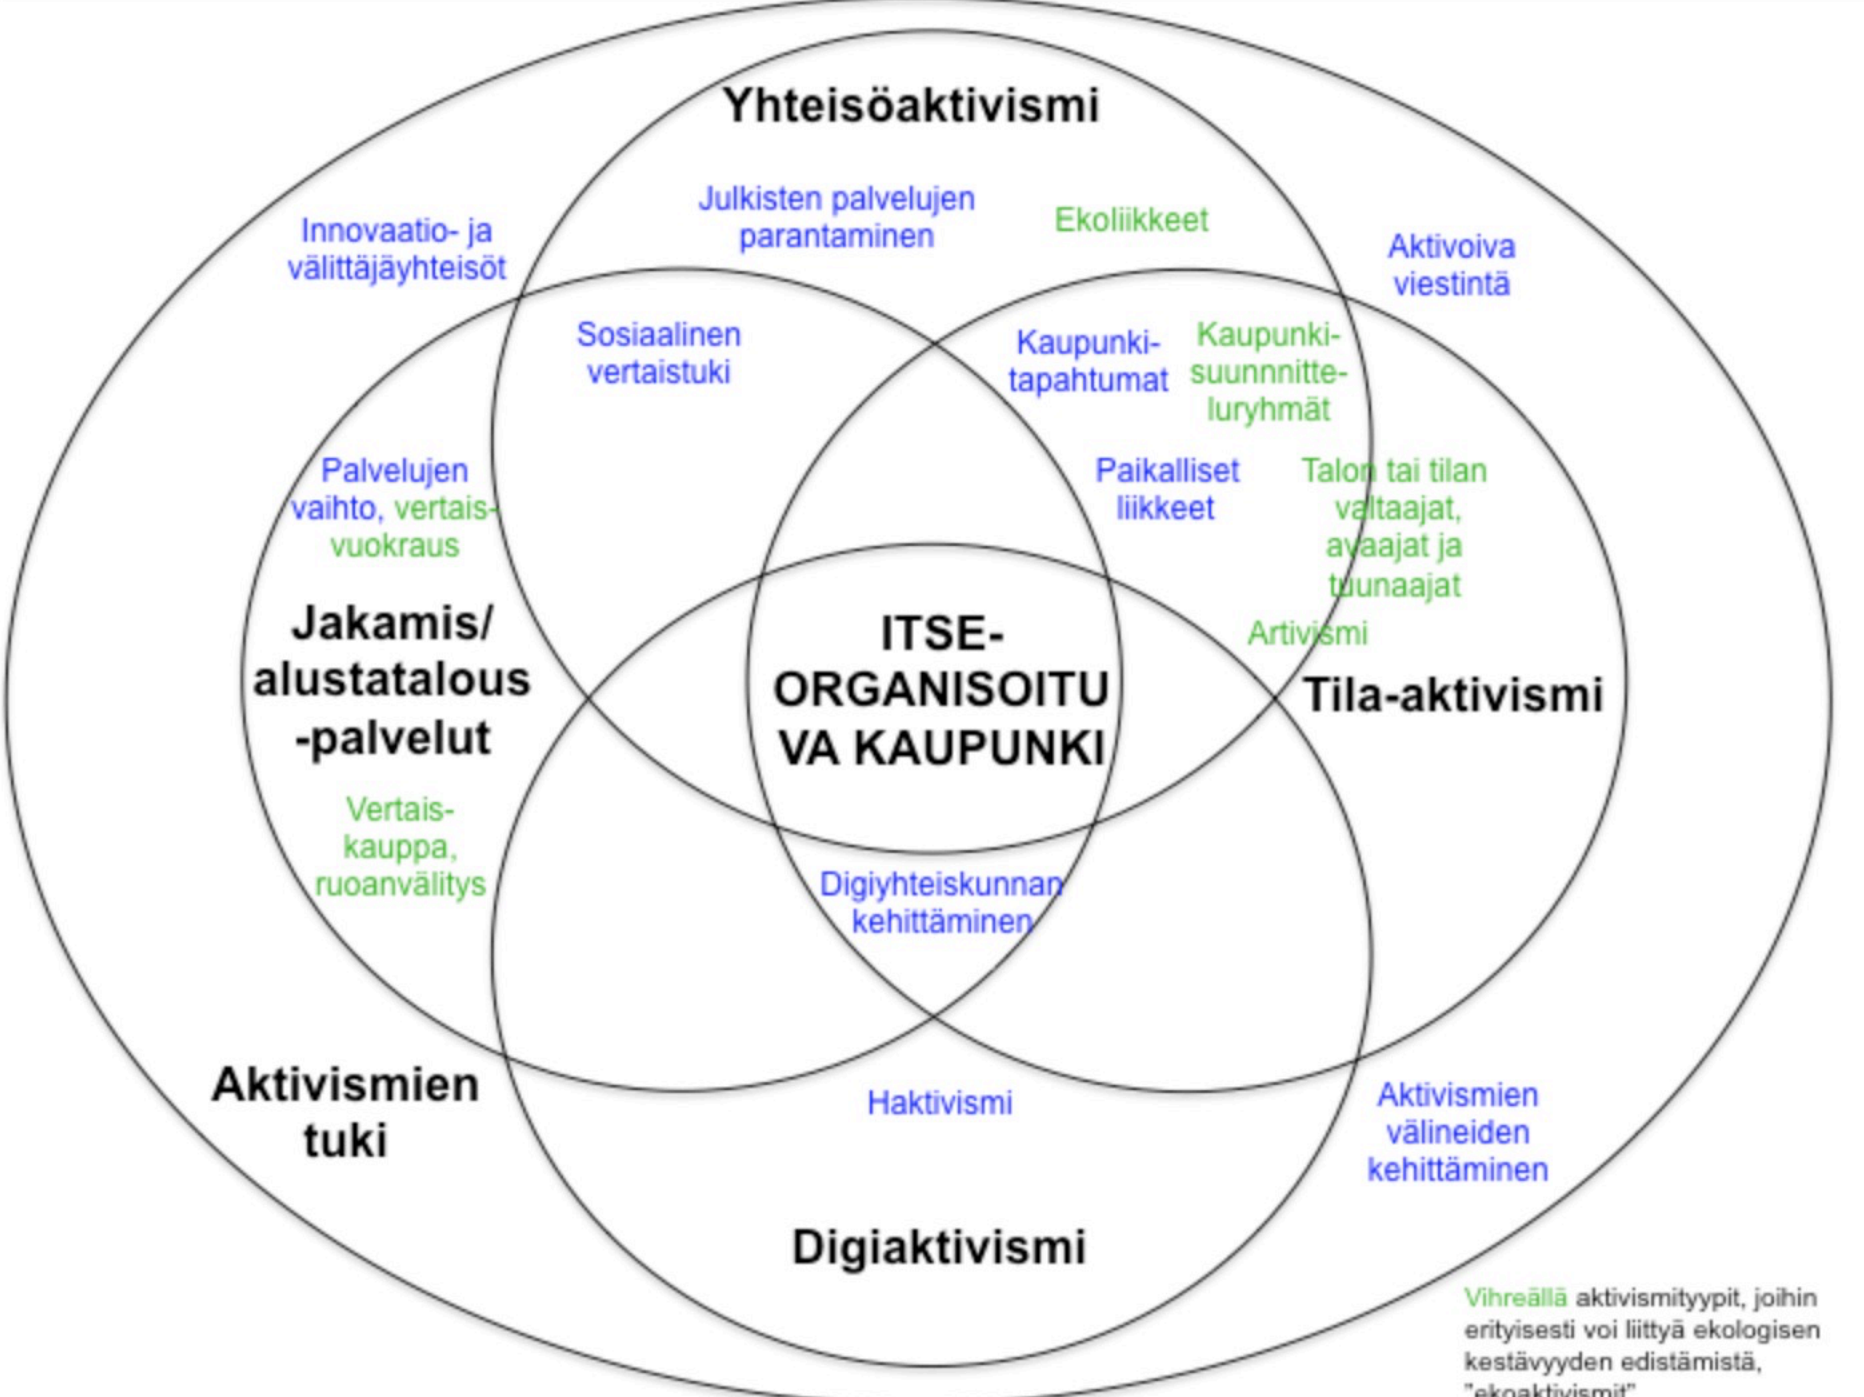 Yhteisöaktivismi
Julkisten palvelujen
parantaminen
Ekoliikkeet
Innovaatio- ja
välittäjäyhteisöt
Aktivoiva
viestintä
Sosiaalinen
vertaistuki
Kaupunki-
tapahtumat
Kaupunki-
suunnnitte-
luryhmät
Palvelujen
vaihto, vertais-
vuokraus
Paikalliset
liikkeet
Talon tai tilan
valtaajat,
avaajat ja
tuunaajat
Artivismi
Jakamis/
alustatalous
-palvelut
ITSE-
ORGANISOITU
VA KAUPUNKI
Tila-aktivismi
Vertais-
kauppa,
ruoanvälitys
Digiyhteiskunnan
kehittäminen
Aktivismien
tuki
Haktivismi
Aktivismien
välineiden
kehittäminen
Digiaktivismi
Vihreällä aktivismityypit, joihin
erityisesti voi liittyä ekologisen
kestävyyden edistämistä,
"ekoaktivismit"